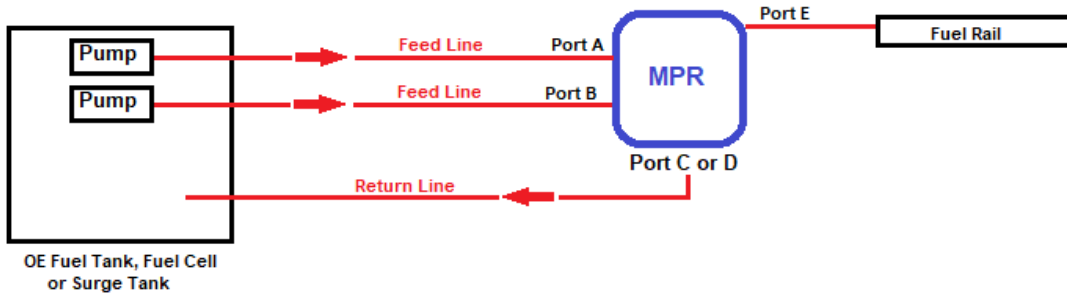 Port E
Fuel Rail
Pump
Feed Line
Port A
MPR
Pump
Feed Line
Port B
Port C or D
Return Line
OE Fuel Tank, Fuel Cell
or Surge Tank